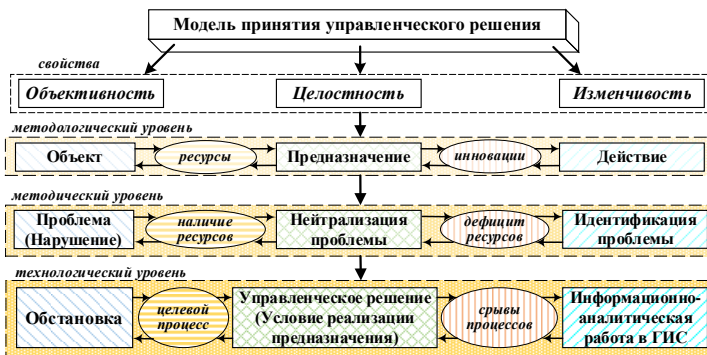 Модель принятия управленческого решения
свойства
Объективность
Целостность
Изменчивость
методологический уровень
Объект
ресурсы
Предназначение
инновации
Действие
методический уровень
Проблема
(Нарушение)
наличие
ресурсов
Нейтрализация
проблемы
дефицит
ресурсов
Идентификация
проблемы
технологический уровень
Обстановка
целевой
процесс
Управленческое решение
(Условие реализации
предназначения)
срывы
процессов
Информационно-
аналитическая
работа в ГИС